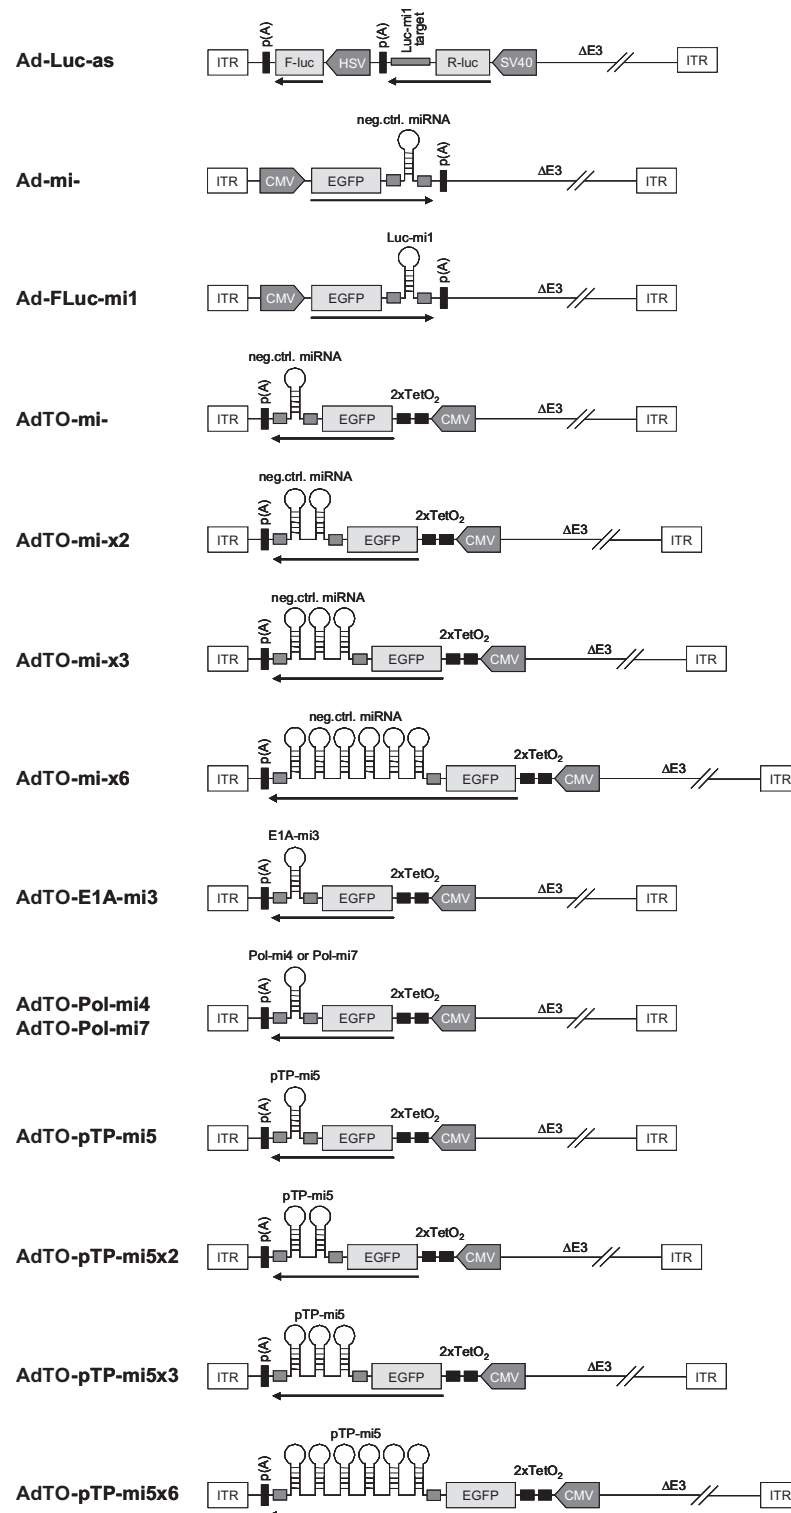 Ad-Luc-as
ITR p(A) F-luc HSV p(A) Luc-mi1 target R-luc SV40 ΔE3 ITR
neg.ctrl. miRNA
Ad-mi-
ITR CMV EGFP p(A) ΔE3 ITR
Luc-mi1
Ad-FLuc-mi1
ITR CMV EGFP p(A) ΔE3 ITR
neg.ctrl. miRNA
AdTO-mi-
ITR p(A) EGFP 2xTetO2 CMV ΔE3 ITR
neg.ctrl. miRNA
AdTO-mi-x2
ITR p(A) EGFP 2xTetO2 CMV ΔE3 ITR
neg.ctrl. miRNA
AdTO-mi-x3
ITR p(A) EGFP 2xTetO2 CMV ΔE3 ITR
neg.ctrl. miRNA
AdTO-mi-x6
ITR p(A) EGFP 2xTetO2 CMV ΔE3 ITR
E1A-mi3
AdTO-E1A-mi3
ITR p(A) EGFP 2xTetO2 CMV ΔE3 ITR
Pol-mi4 or Pol-mi7
AdTO-Pol-mi4
AdTO-Pol-mi7
ITR p(A) EGFP 2xTetO2 CMV ΔE3 ITR
pTP-mi5
AdTO-pTP-mi5
ITR p(A) EGFP 2xTetO2 CMV ΔE3 ITR
pTP-mi5
AdTO-pTP-mi5x2
ITR p(A) EGFP 2xTetO2 CMV ΔE3 ITR
pTP-mi5
AdTO-pTP-mi5x3
ITR p(A) EGFP 2xTetO2 CMV ΔE3 ITR
pTP-mi5
AdTO-pTP-mi5x6
ITR p(A) EGFP 2xTetO2 CMV ΔE3 ITR